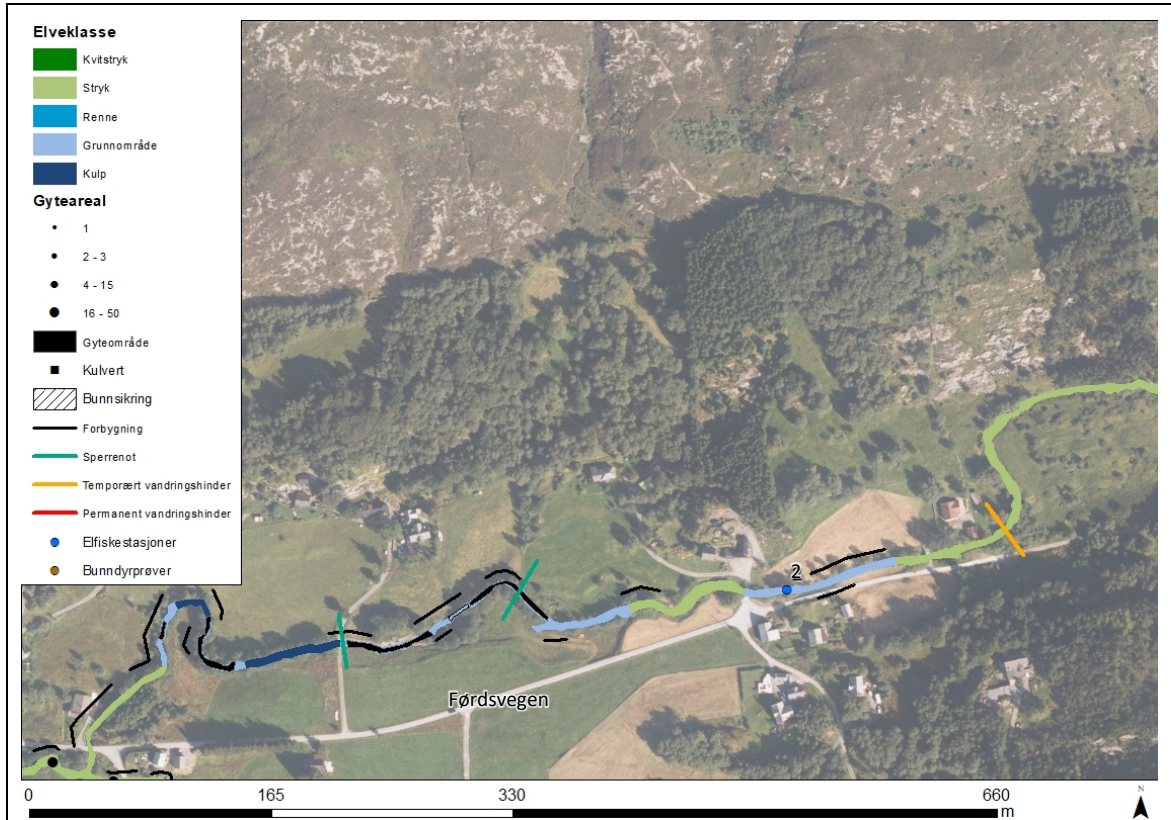 Elveklasse
Kvitstryk
Stryk
Renne
Grunnområde
Kulp
Gyteareal
1
2 - 3
4 - 15
16 - 50
Gyteområde
Kulvert
Bunnsikring
Forbygning
Sperrenot
Temporært vandringshinder
Permanent vandringshinder
Elfiskestasjoner
Bunndyrprøver
2
Førdsvegen
0 165 330 660
m
N